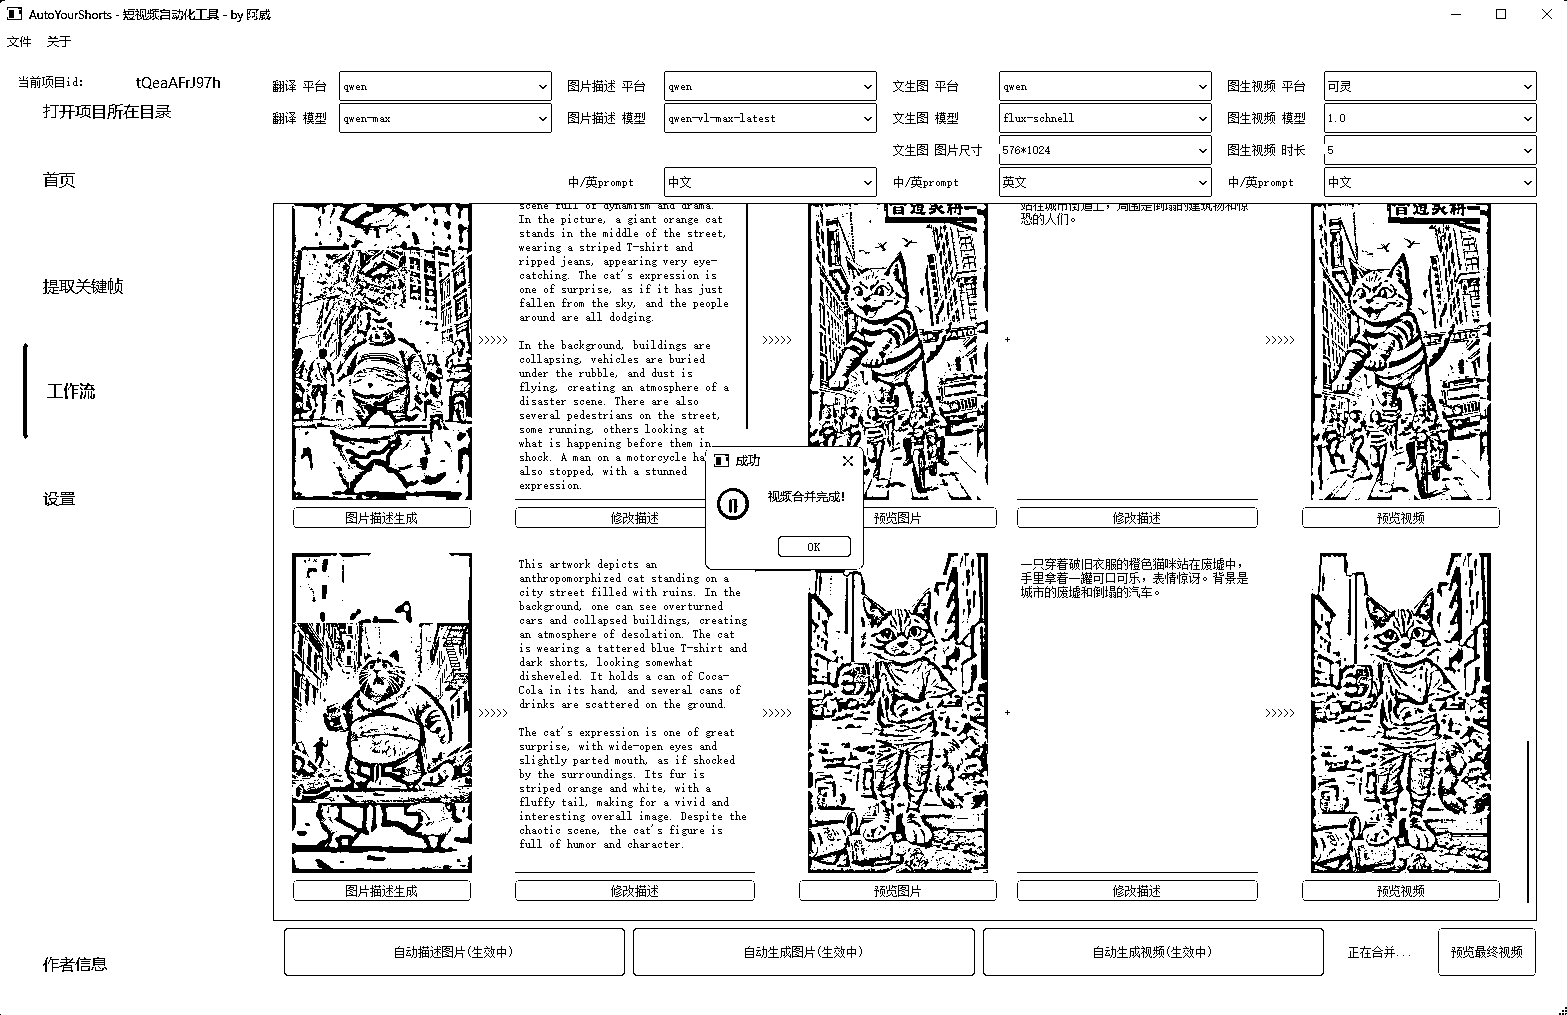 AutoYourShorts - 短视频自动化工具 - by 阿威
文件 关于
当前项目id: tQeaAFrJ97h
打开项目所在目录
首页
提取关键帧
工作流
设置
作者信息
翻译 平台 qwen 图片描述 平台 qwen 文生图 平台 qwen 图生视频 平台 可灵
翻译 模型 qwen-max 图片描述 模型 qwen-vl-max-latest 文生图 模型 flux-schnell 图生视频 模型 1.0
文生图 图片尺寸 576*1024 图生视频 时长 5
中/英prompt 中文 中/英prompt 英文 中/英prompt 中文
scene full of dynamism and drama.
In the picture, a giant orange cat
stands in the middle of the street,
wearing a striped T-shirt and
ripped jeans, appearing very eye-
catching. The cat's expression is
one of surprise, as if it has just
fallen from the sky, and the people
around are all dodging.
In the background, buildings are
collapsing, vehicles are buried
under the rubble, and dust is
flying, creating an atmosphere of a
disaster scene. There are also
several pedestrians on the street,
some running, others looking at
what is happening before them in
shock. A man on a motorcycle
also stopped, with a stunned
expression.
>>>>> >>>>> + >>>>>
站在城市街道上，周围是倒塌的建筑物和惊
恐的人们。
图片描述生成 修改描述 预览图片 修改描述 预览视频
成功
视频合并完成!
OK
This artwork depicts an
anthropomorphized cat standing on a
city street filled with ruins. In the
background, one can see overturned
cars and collapsed buildings, creating
an atmosphere of desolation. The cat
is wearing a tattered blue T-shirt and
dark shorts, looking somewhat
disheveled. It holds a can of Coca-
Cola in its hand, and several cans of
drinks are scattered on the ground.
The cat's expression is one of great
surprise, with wide-open eyes and
slightly parted mouth, as if shocked
by the surroundings. Its fur is
striped orange and white, with a
fluffy tail, making for a vivid and
interesting overall image. Despite the
chaotic scene, the cat's figure is
full of humor and character.
>>>>> >>>>> + >>>>>
一只穿着破旧衣服的橙色猫咪站在废墟中，
手里拿着一罐可口可乐，表情惊讶。背景是
城市的废墟和倒塌的汽车。
图片描述生成 修改描述 预览图片 修改描述 预览视频
自动描述图片(生效中) 自动生成图片(生效中) 自动生成视频(生效中) 正在合并... 预览最终视频